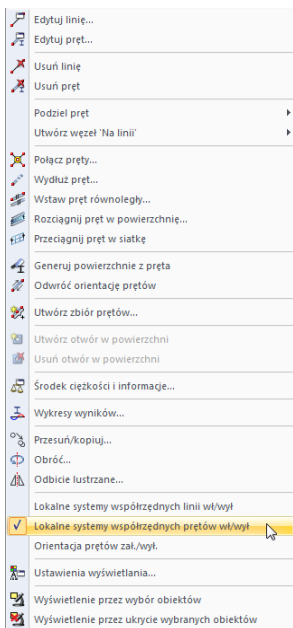 Edytuj linię...
Edytuj pręt...
Usuń linię
Usuń pręt
Podziel pręt
Utwórz węzeł 'Na linii'
Połącz pręty...
Wydłuż pręt...
Wstaw pręt równoległy...
Rozciągnij pręt w powierzchnię...
Przeciągnij pręt w siatkę
Generuj powierzchnie z pręta
Odwróć orientację prętów
Utwórz zbiór prętów...
Utwórz otwór w powierzchni
Usuń otwór w powierzchni
Środek ciężkości i informacje...
Wykresy wyników...
Przesuń/kopiuj...
Obróć...
Odbicie lustrzane...
Lokalne systemy współrzędnych linii wł/wył
Lokalne systemy współrzędnych prętów wł/wył
Orientacja prętów zał./wył.
Ustawienia wyświetlania...
Wyświetlenie przez wybór obiektów
Wyświetlenie przez ukrycie wybranych obiektów